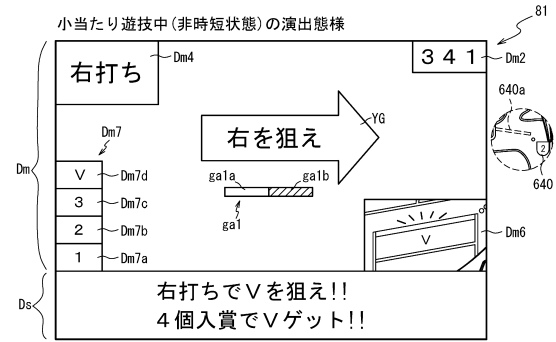 小当たり遊技中(非時短状態)の演出態様
81
右打ち
Dm4
3 4 1
Dm2
640a
YG
右を狙え
Dm7
Dm
ga1a
ga1b
2
640
V
Dm7d
3
Dm7c
ga1
V
Dm6
2
Dm7b
1
Dm7a
Ds
右打ちでVを狙え!!
4個入賞でVゲット!!